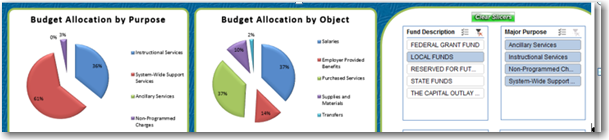 Budget Allocation by Purpose
0%
3%
36%
61%
Instructional Services
System-Wide Support
Services
Ancillary Services
Non-Programmed
Charges
Budget Allocation by Object
2%
10%
37%
37%
14%
Salaries
Employer Provided
Benefits
Purchased Services
Supplies and
Materials
Transfers
Clear Slicers
Fund Description
FEDERAL GRANT FUND
LOCAL FUNDS
RESERVED FOR FUT...
STATE FUNDS
THE CAPITAL OUTLAY ...
Major Purpose
Ancillary Services
Instructional Services
Non-Programmed C...
System-Wide Support ...